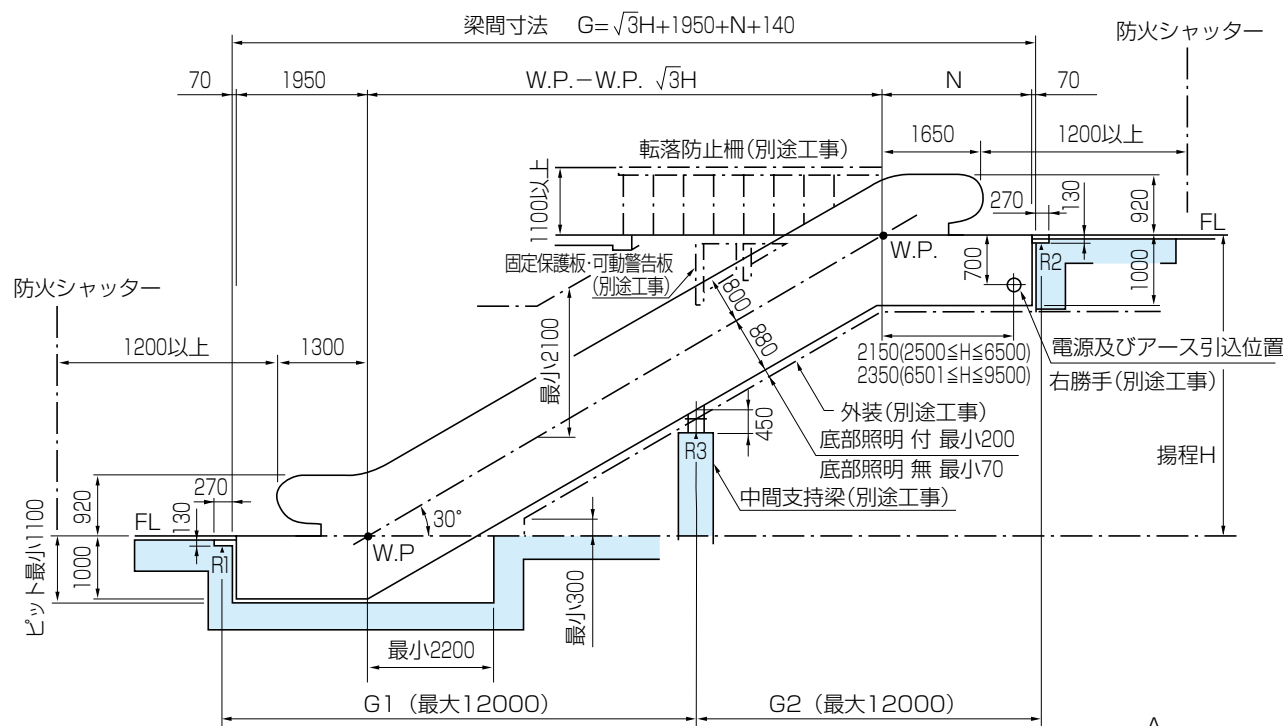 梁間寸法 G=√3H+1950+N+140
防火シャッター
70
1950
W.P.－W.P. √3H
N
70
1650
1200以上
転落防止柵(別途工事)
1100以上
270
130
920
FL
W.P.
固定保護板・可動警告板
(別途工事)
700
R2
1000
防火シャッター
800
880
1200以上
1300
最小2100
2150(2500≦H≦6500)
2350(6501≦H≦9500)
電源及びアース引込位置
右勝手(別途工事)
外装(別途工事)
450
底部照明 付 最小200
底部照明 無 最小70
R3
中間支持梁(別途工事)
揚程H
920
270
130
FL
30°
W.P
R1
1000
ピット最小1100
最小300
最小2200
G1 (最大12000)
G2 (最大12000)
A